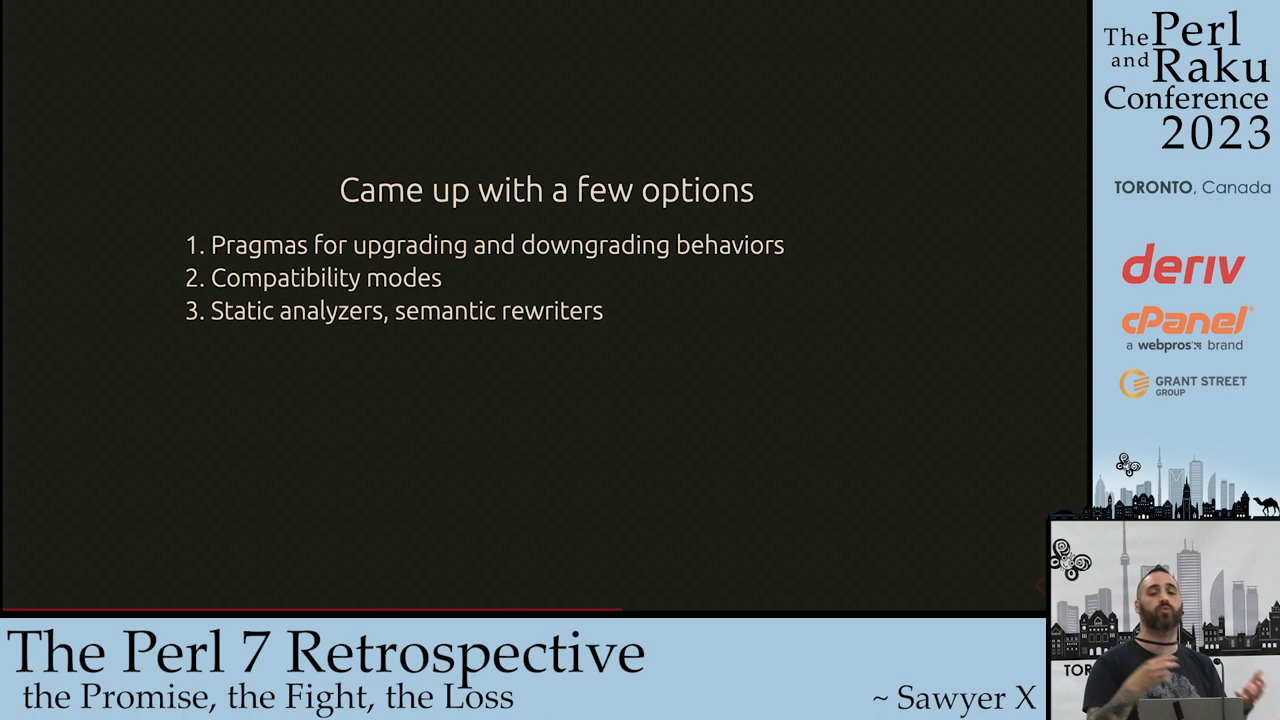 Came up with a few options
1. Pragmas for upgrading and downgrading behaviors
2. Compatibility modes
3. Static analyzers, semantic rewriters
The Perl
and Raku
Conference
2023
TORONTO, Canada
deriv
cPanel®
a webpros brand
GRANT STREET
GROUP
TOR
The Perl 7 Retrospective
the Promise, the Fight, the Loss
~ Sawyer X